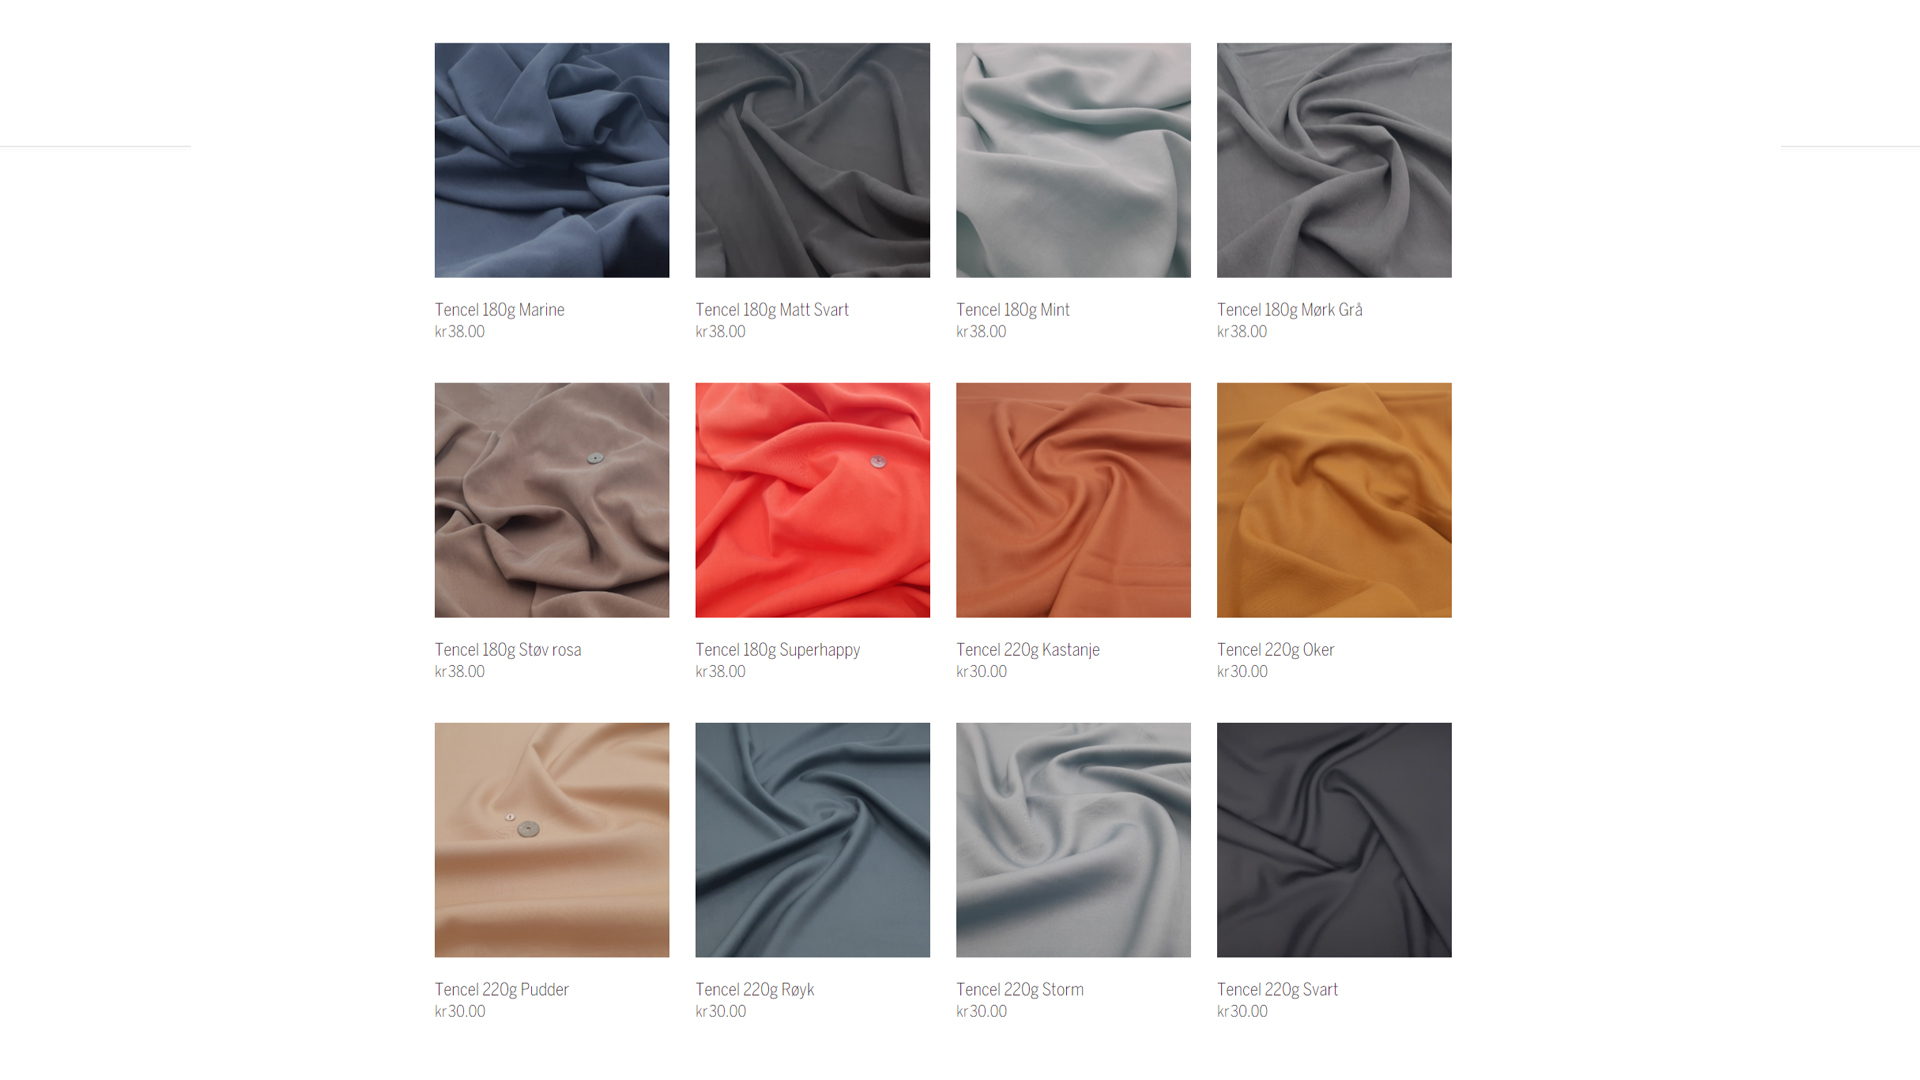 Tencel 180g Marine
kr38.00
Tencel 180g Matt Svart
kr38.00
Tencel 180g Mint
kr38.00
Tencel 180g Mørk Grå
kr38.00
Tencel 180g Støv rosa
kr38.00
Tencel 180g Superhappy
kr38.00
Tencel 220g Kastanje
kr30.00
Tencel 220g Oker
kr30.00
Tencel 220g Pudder
kr30.00
Tencel 220g Røyk
kr30.00
Tencel 220g Storm
kr30.00
Tencel 220g Svart
kr30.00